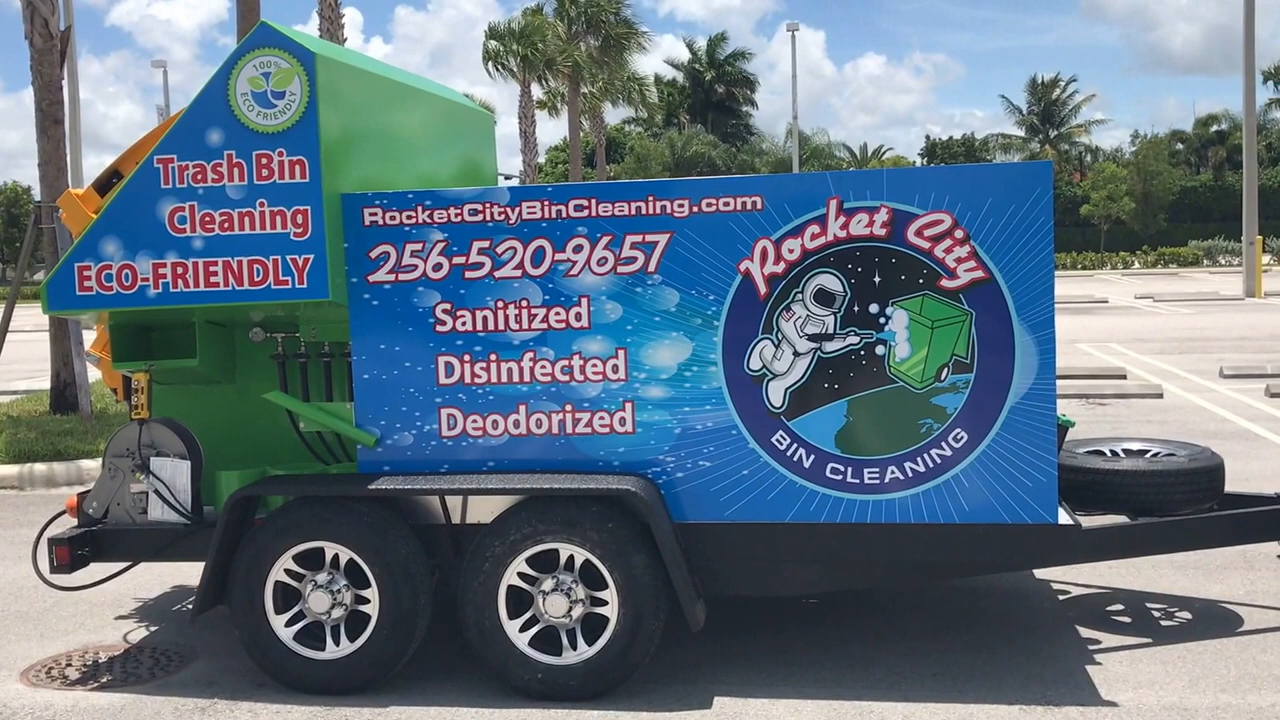 100%
ECO FRIENDLY
Trash Bin
Cleaning
ECO-FRIENDLY
RocketCityBinCleaning.com
256-520-9657
Sanitized
Disinfected
Deodorized
Rocket City
BIN CLEANING